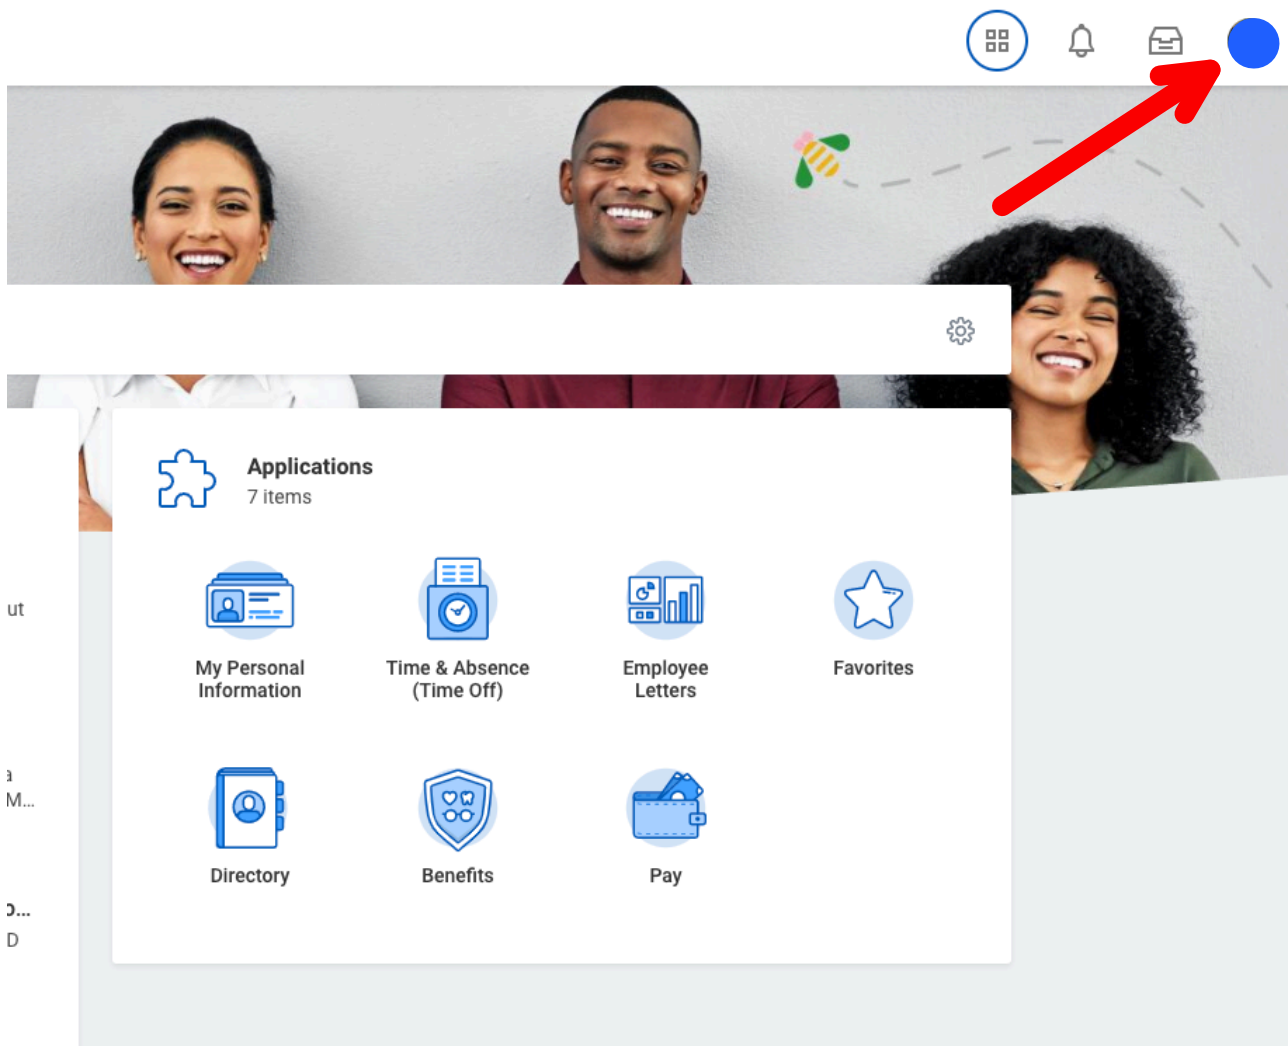 Applications
7 items
ut
My Personal
Information
Time & Absence
(Time Off)
Employee
Letters
Favorites
a
M...
Directory
Benefits
Pay
o...
D